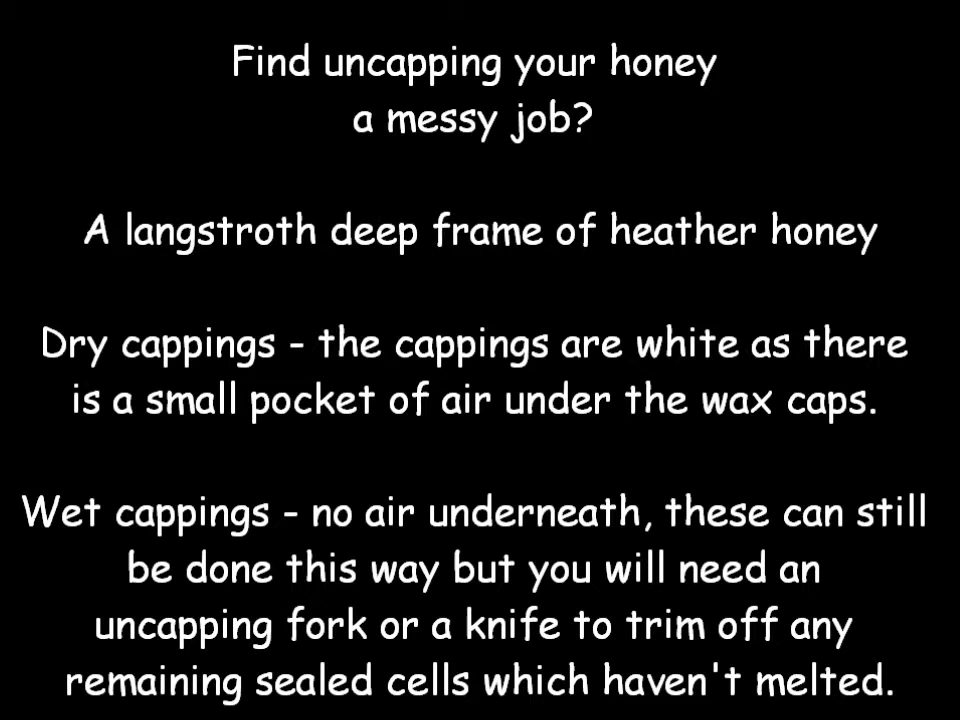 Find uncapping your honey
a messy job?
A langstroth deep frame of heather honey
Dry cappings - the cappings are white as there
is a small pocket of air under the wax caps.
Wet cappings - no air underneath, these can still
be done this way but you will need an
uncapping fork or a knife to trim off any
remaining sealed cells which haven't melted.